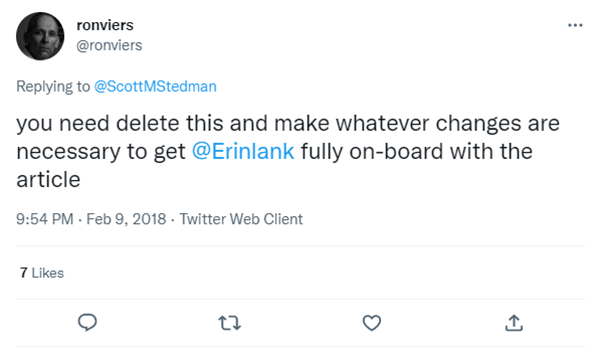 ronviers
@ronviers
Replying to @ScottMStedman
you need delete this and make whatever changes are
necessary to get @Erinlank fully on-board with the
article
9:54 PM · Feb 9, 2018 · Twitter Web Client
7 Likes